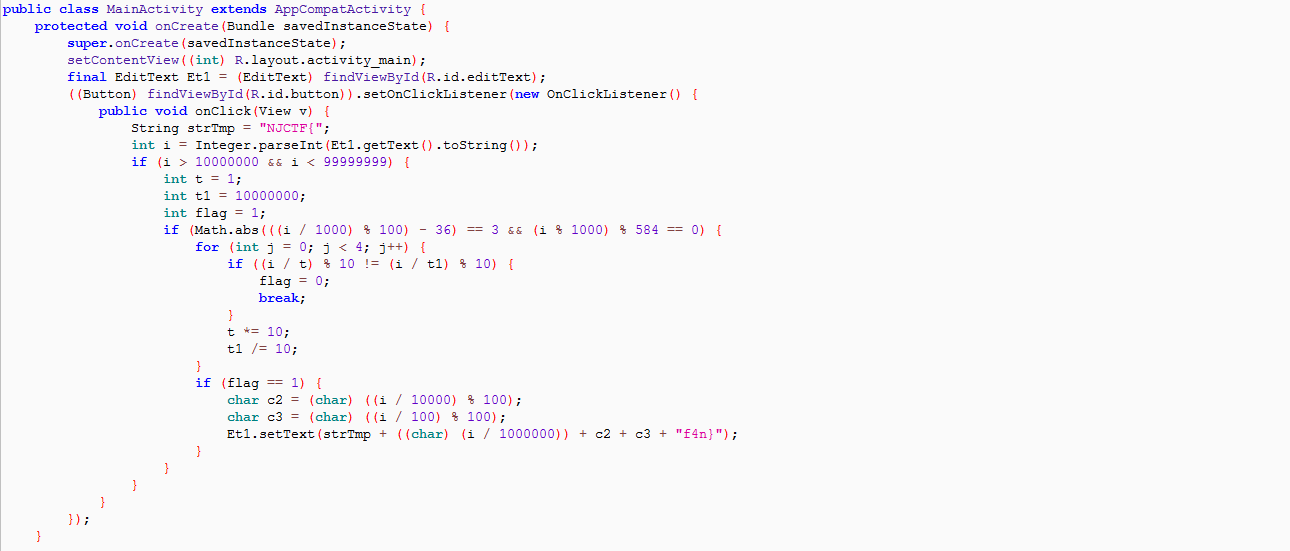 public class MainActivity extends AppCompatActivity {
    protected void onCreate(Bundle savedInstanceState) {
        super.onCreate(savedInstanceState);
        setContentView((int) R.layout.activity_main);
        final EditText Et1 = (EditText) findViewById(R.id.editText);
        ((Button) findViewById(R.id.button)).setOnClickListener(new OnClickListener() {
            public void onClick(View v) {
                String strTmp = "NJCTF{";
                int i = Integer.parseInt(Et1.getText().toString());
                if (i > 10000000 && i < 99999999) {
                    int t = 1;
                    int t1 = 10000000;
                    int flag = 1;
                    if (Math.abs(((i / 1000) % 100) - 36) == 3 && (i % 1000) % 584 == 0) {
                        for (int j = 0; j < 4; j++) {
                            if ((i / t) % 10 != (i / t1) % 10) {
                                flag = 0;
                                break;
                            }
                            t *= 10;
                            t1 /= 10;
                        }
                        if (flag == 1) {
                            char c2 = (char) ((i / 10000) % 100);
                            char c3 = (char) ((i / 100) % 100);
                            Et1.setText(strTmp + ((char) (i / 1000000)) + c2 + c3 + "f4n}");
                        }
                    }
                }
            }
        });
    }